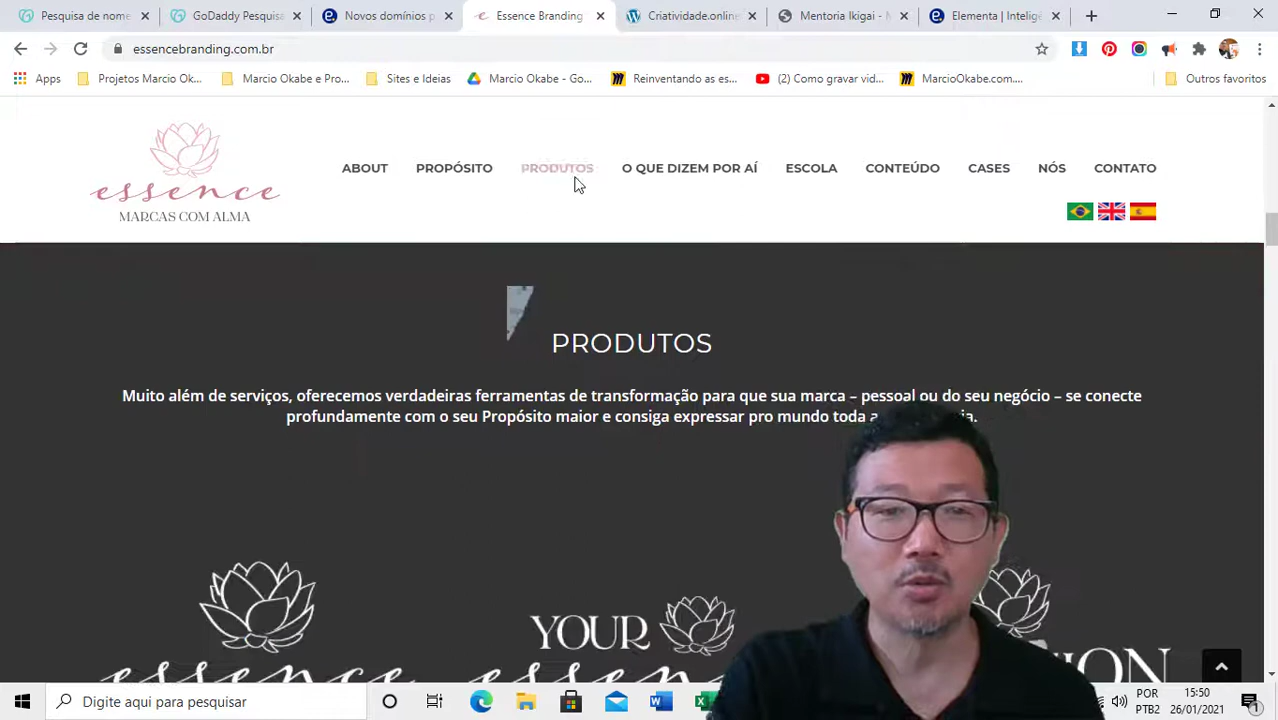 Pesquisa de nome
GoDaddy Pesquisa
Novos domínios p
Essence Branding
Criatividade.online
Mentoria Ikigai - M
Elementa | Intelige
essencebranding.com.br
Apps
Projetos Marcio Ok...
Marcio Okabe e Pro...
Sites e Ideias
Marcio Okabe - Go...
Reinventando as es...
(2) Como gravar vid...
MarcioOkabe.com....
Outros favoritos
essence
MARCAS COM ALMA
ABOUT
PROPÓSITO
PRODUTOS
O QUE DIZEM POR AÍ
ESCOLA
CONTEÚDO
CASES
NÓS
CONTATO
PRODUTOS
Muito além de serviços, oferecemos verdadeiras ferramentas de transformação para que sua marca – pessoal ou do seu negócio – se conecte
profundamente com o seu Propósito maior e consiga expressar pro mundo toda a
YOUR
essence
essence
Digite aqui para pesquisar
POR
PTB2
15:50
26/01/2021